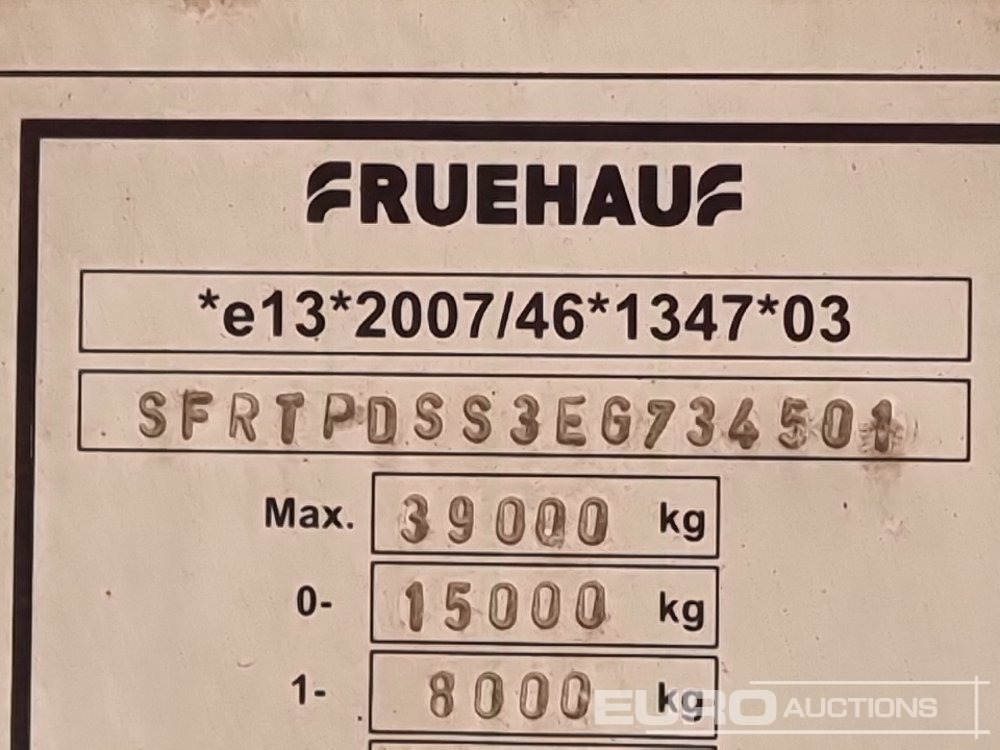 FRUEHAUF
*e13*2007/46*1347*03
SFRTPDSS3EG734501
Max. 39000 kg
0- 15000 kg
1- 8000 kg
EURO AUCTIONS